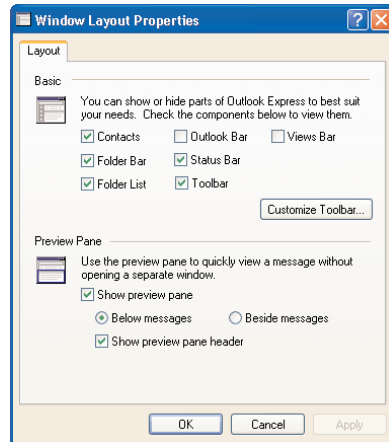 Window Layout Properties
Layout
Basic
You can show or hide parts of Outlook Express to best suit
your needs. Check the components below to view them.
Contacts Outlook Bar Views Bar
Folder Bar Status Bar
Folder List Toolbar
Customize Toolbar...
Preview Pane
Use the preview pane to quickly view a message without
opening a separate window.
Show preview pane
Below messages Beside messages
Show preview pane header
OK Cancel Apply